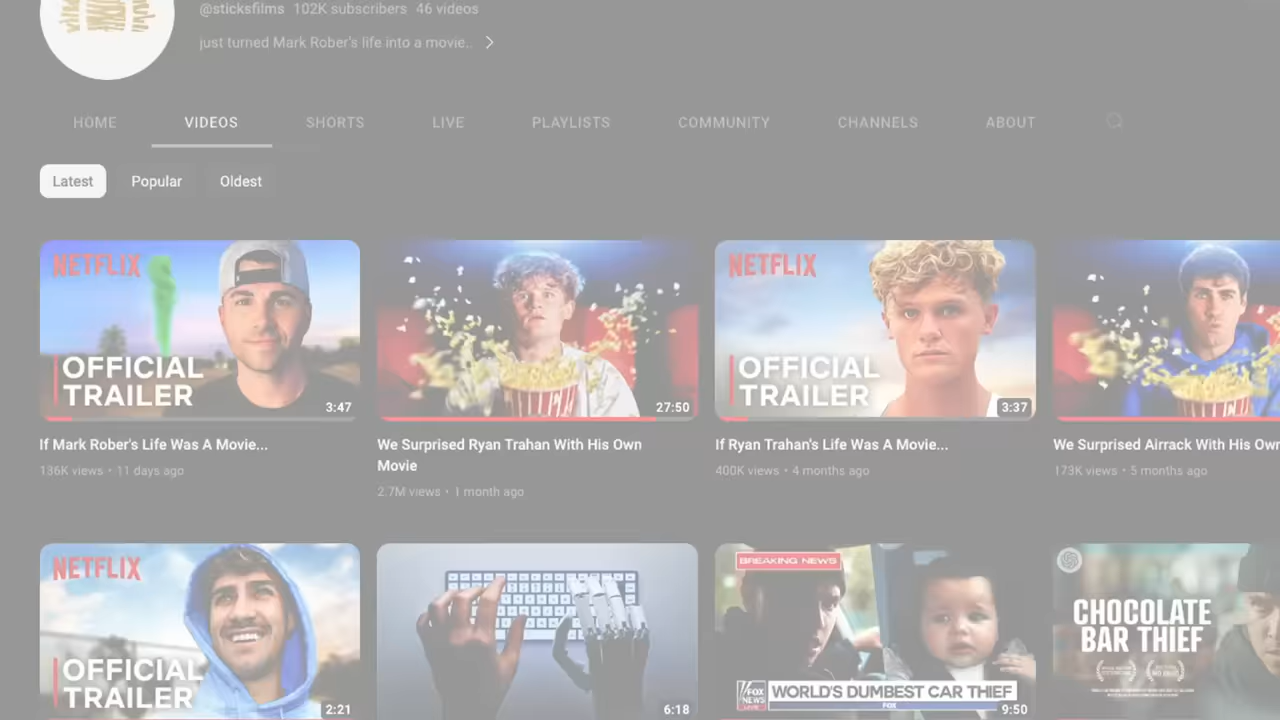 @sticksfilms 102K subscribers 46 videos
just turned Mark Rober's life into a movie..
HOME VIDEOS SHORTS LIVE PLAYLISTS COMMUNITY CHANNELS ABOUT
Latest Popular Oldest
NETFLIX
OFFICIAL
TRAILER
3:47
27:50
NETFLIX
OFFICIAL
TRAILER
3:37
If Mark Rober's Life Was A Movie...
136K views • 11 days ago
We Surprised Ryan Trahan With His Own
Movie
2.7M views • 1 month ago
If Ryan Trahan's Life Was A Movie...
400K views • 4 months ago
We Surprised Airrack With His Own
173K views • 5 months ago
NETFLIX
OFFICIAL
TRAILER
2:21
6:18
BREAKING NEWS
FOX
NEWS
LIVE
WORLD'S DUMBEST CAR THIEF
FOX
9:50
CHOCOLATE
BAR THIEF